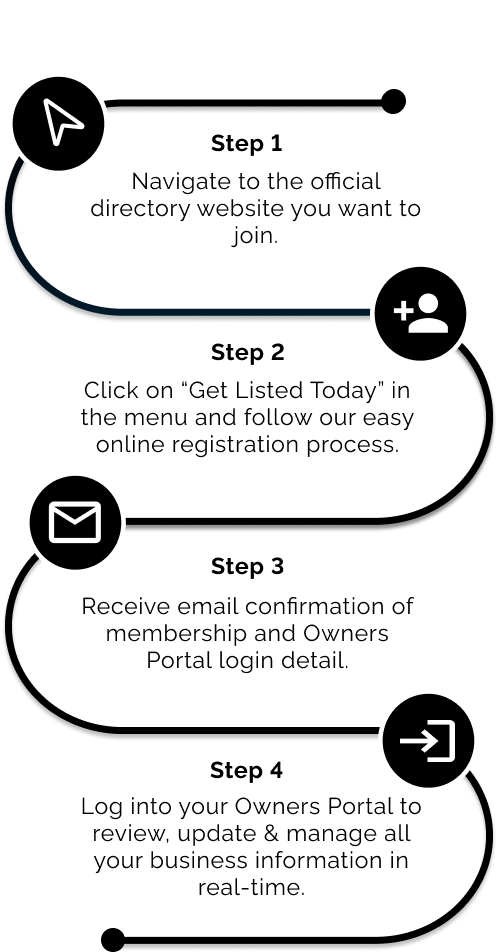 Step 1
Navigate to the official
directory website you want to
join.
Step 2
Click on “Get Listed Today” in
the menu and follow our easy
online registration process.
Step 3
Receive email confirmation of
membership and Owners
Portal login detail.
Step 4
Log into your Owners Portal to
review, update & manage all
your business information in
real-time.